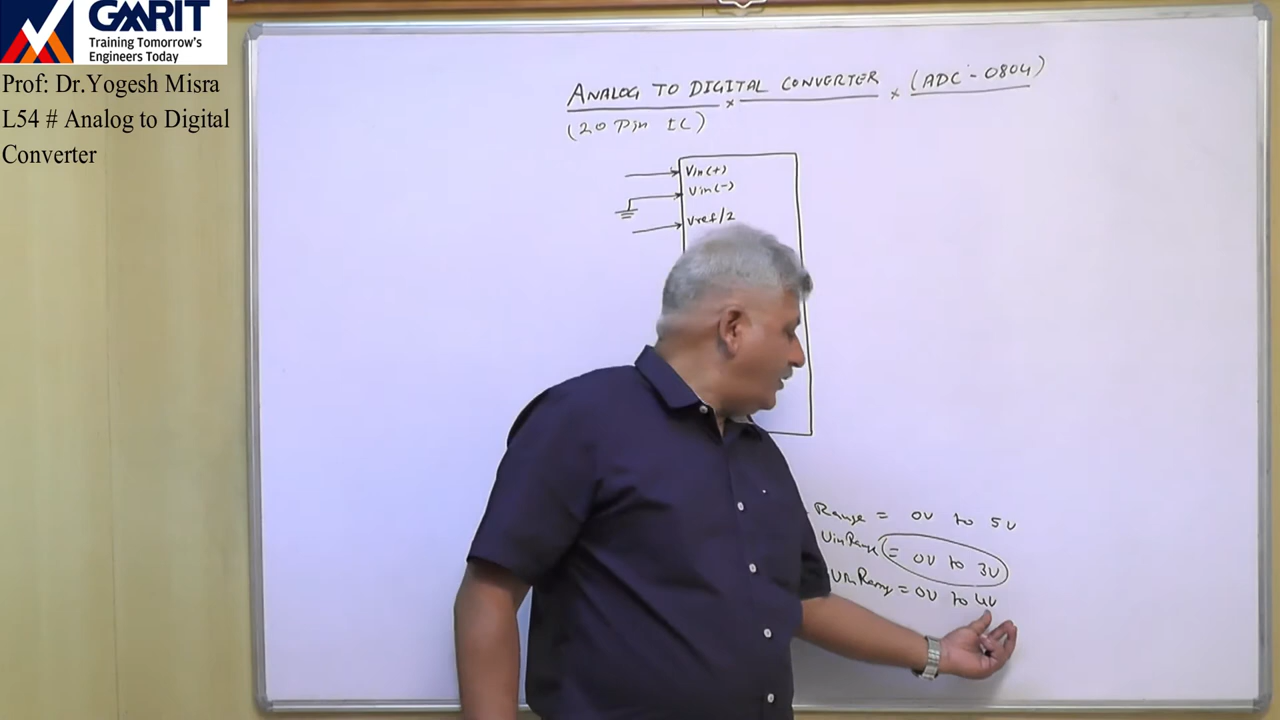 GMRIT
Training Tomorrow's
Engineers Today
Prof: Dr.Yogesh Misra
L54 # Analog to Digital
Converter
ANALOG TO DIGITAL CONVERTER (ADC-0804)
(20 Pin IC)
Vin(+)
Vin(-)
Vref/2
Range = 0V to 5V
Vin Range = 0V to 3V
Vin Range = 0V to 4V